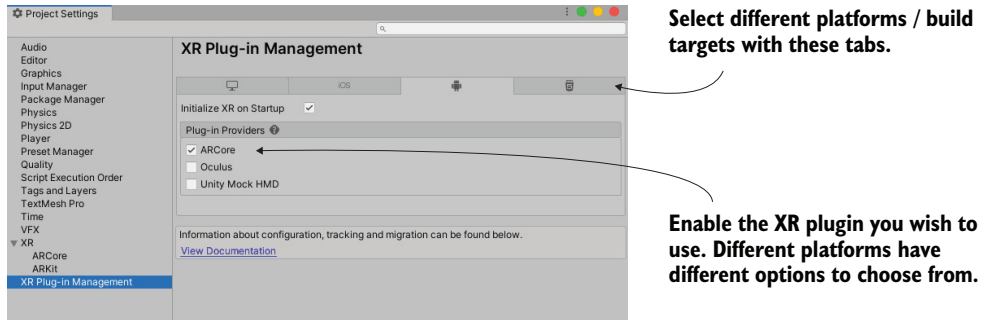 Project Settings
Audio
Editor
Graphics
Input Manager
Package Manager
Physics
Physics 2D
Player
Preset Manager
Quality
Script Execution Order
Tags and Layers
TextMesh Pro
Time
VFX
XR
ARCore
ARKit
XR Plug-in Management
XR Plug-in Management
iOS
Initialize XR on Startup
Plug-in Providers
ARCore
Oculus
Unity Mock HMD
Information about configuration, tracking and migration can be found below.
View Documentation
Select different platforms / build
targets with these tabs.
Enable the XR plugin you wish to
use. Different platforms have
different options to choose from.